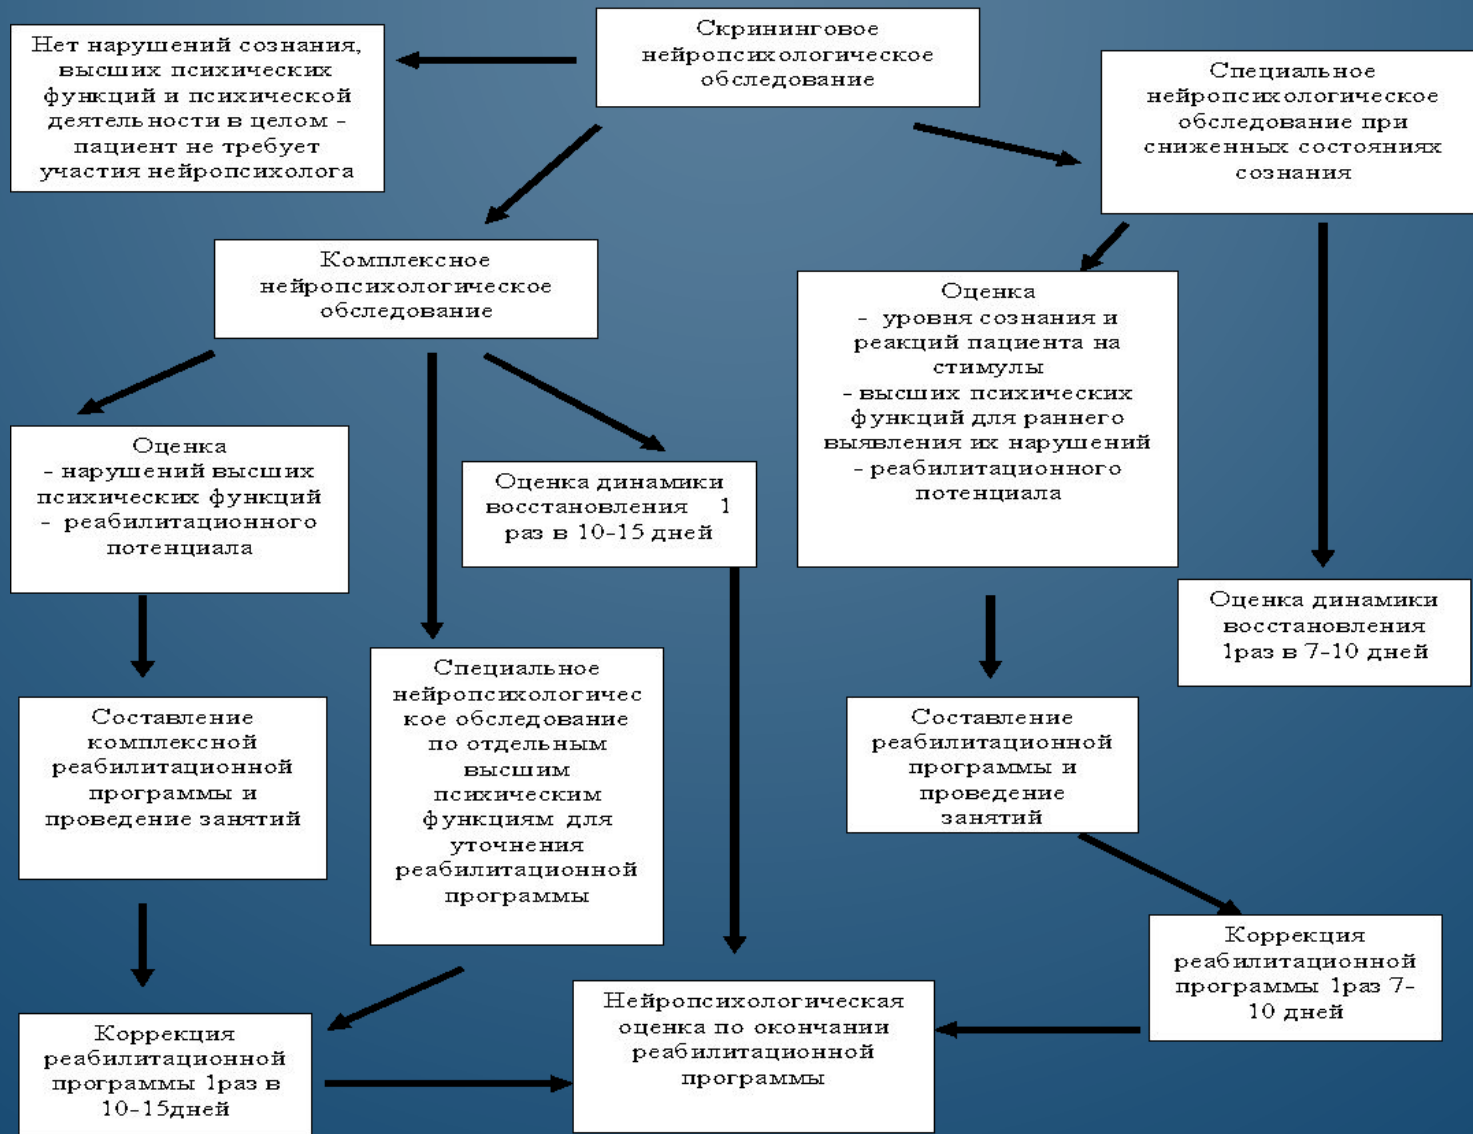 Скрининговое
нейропсихологическое
обследование
Нет нарушений сознания,
высших психических
функций и психической
деятельности в целом -
пациент не требует
участия нейропсихолога
Специальное
нейропсихологическое
обследование при
сниженных состояниях
сознания
Комплексное
нейропсихологическое
обследование
Оценка
- уровня сознания и
реакций пациента на
стимулы
- высших психических
функций для раннего
выявления их нарушений
- реабилитационного
потенциала
Оценка
- нарушений высших
психических функций
- реабилитационного
потенциала
Оценка динамики
восстановления 1
раз в 10-15 дней
Оценка динамики
восстановления
1раз в 7-10 дней
Специальное
нейропсихологичес
кое обследование
по отдельным
высшим
психическим
функциям для
уточнения
реабилитационной
программы
Составление
комплексной
реабилитационной
программы и
проведение занятий
Составление
реабилитационной
программы и
проведение
занятий
Коррекция
реабилитационной
программы 1раз 7-
10 дней
Нейропсихологическая
оценка по окончании
реабилитационной
программы
Коррекция
реабилитационной
программы 1раз в
10-15дней